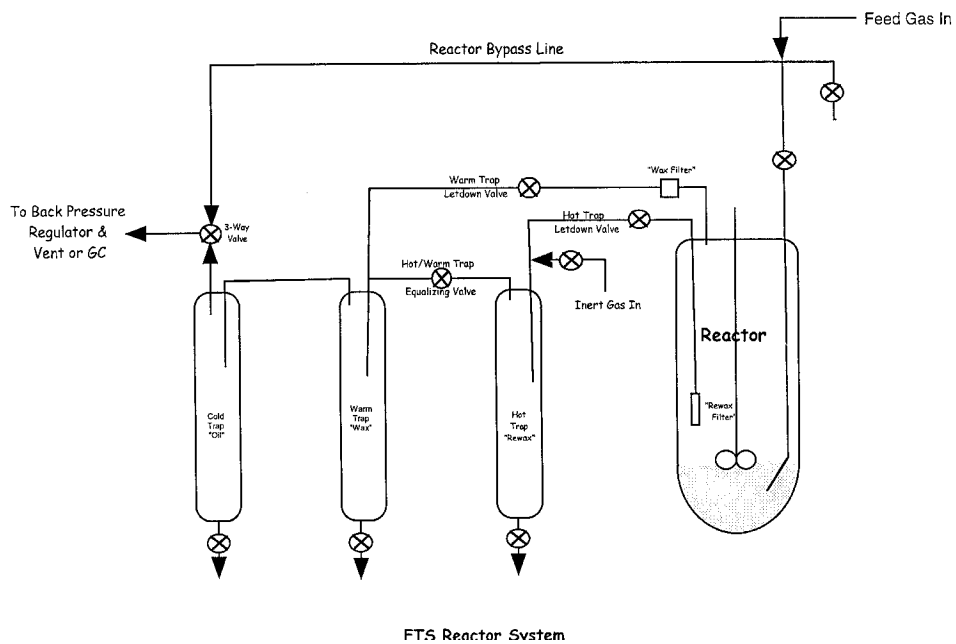 Feed Gas In
Reactor Bypass Line
"Wax Filter"
Warm Trap
Letdown Valve
To Back Pressure
Regulator &
Vent or GC
3-Way
Valve
Hot Trap
Letdown Valve
Hot/Warm Trap
Equalizing Valve
Inert Gas In
Reactor
"Rewax
Filter"
Cold
Trap
"Oil"
Warm
Trap
"Wax"
Hot
Trap
"Rewax"
FTS Reactor System